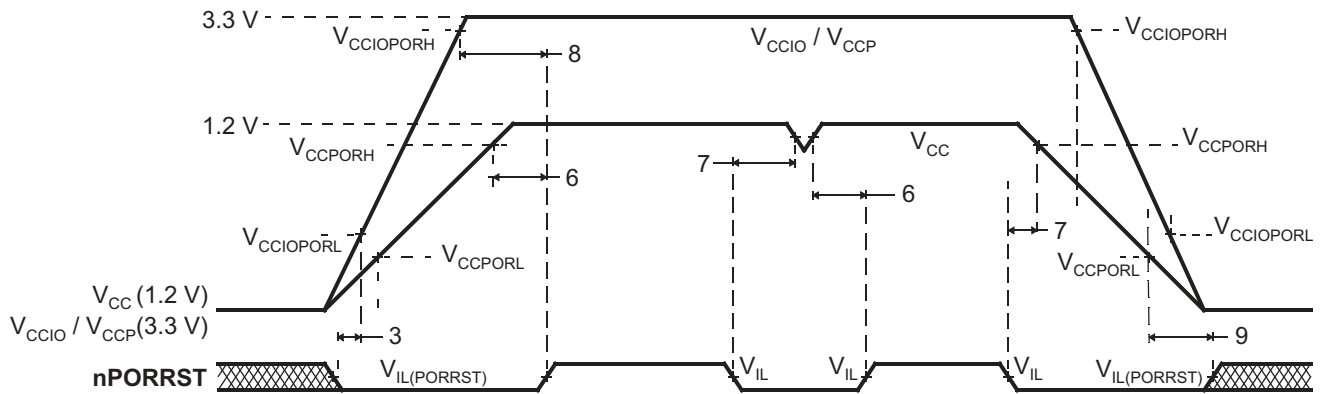 3.3 V
V_CCIOPORH
8
V_CCIO / V_CCP
V_CCIOPORH
1.2 V
V_CCPORH
V_CC
V_CCPORH
7
6
6
7
V_CCIOPORL
V_CCPORL
V_CCIOPORL
V_CCPORL
V_CC (1.2 V)
V_CCIO / V_CCP(3.3 V)
3
9
nPORRST
V_IL(PORRST)
V_IL
V_IL
V_IL
V_IL(PORRST)